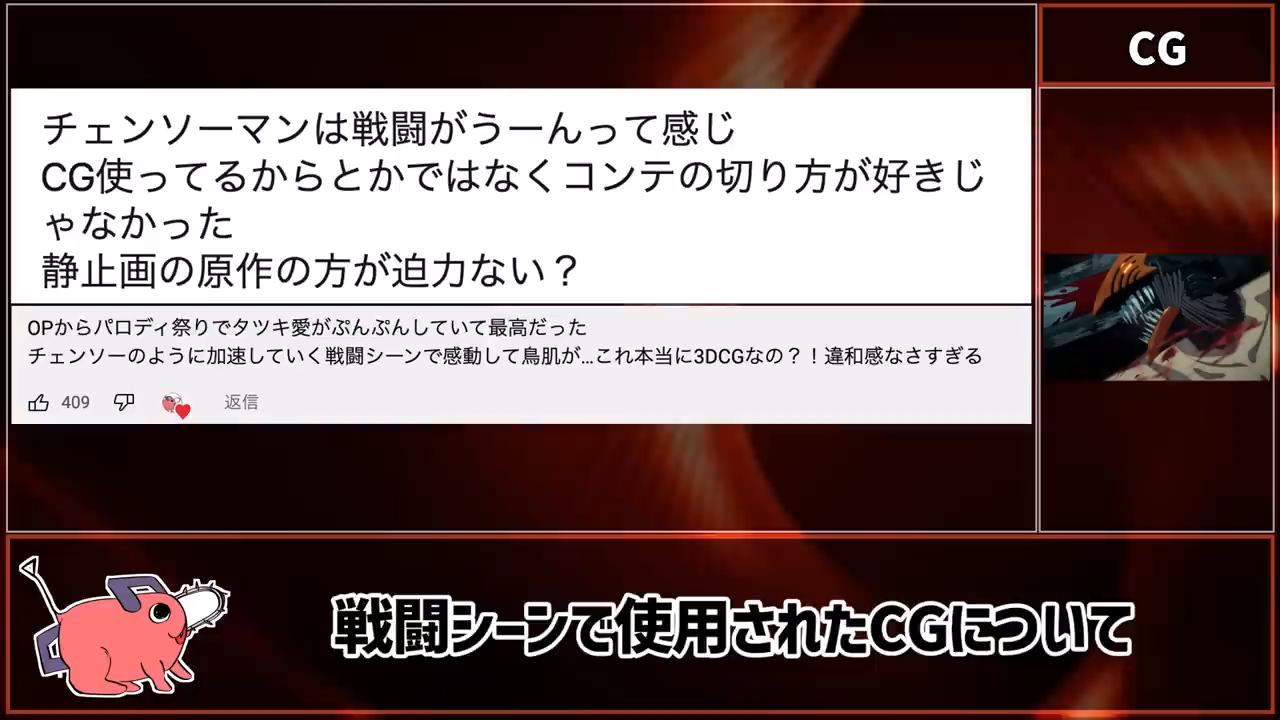 CG
チェンソーマンは戦闘がうーんって感じ
CG使ってるからとかではなくコンテの切り方が好きじ
ゃなかった
静止画の原作の方が迫力ない？
OPからパロディ祭りでタツキ愛がぷんぷんしていて最高だった
チェンソーのように加速していく戦闘シーンで感動して鳥肌が...これ本当に3DCGなの？！違和感なさすぎる
409
返信
戦闘シーンで使用されたCGについて